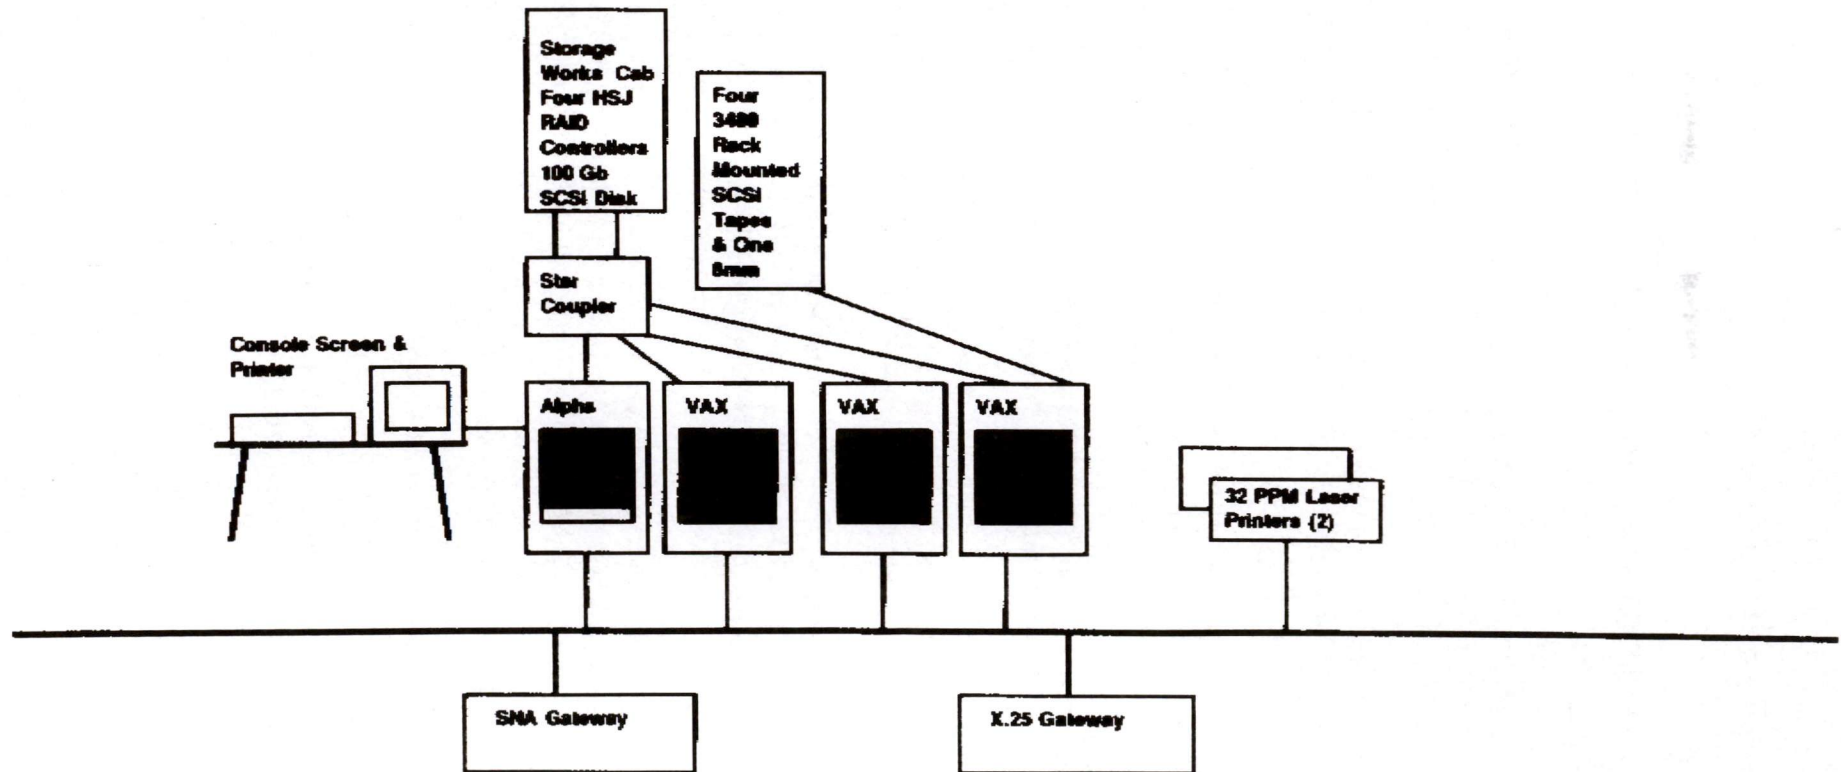 Storage
Works Cab
Four HSJ
RAID
Controllers
100 Gb
SCSI Disk
Four
Rack
Mounted
SCSI
Tapes
& One
8mm
Star
Coupler
Console Screen &
Printer
Alpha
VAX
VAX
VAX
32 PPM Laser
Printers (2)
SNA Gateway
X.25 Gateway